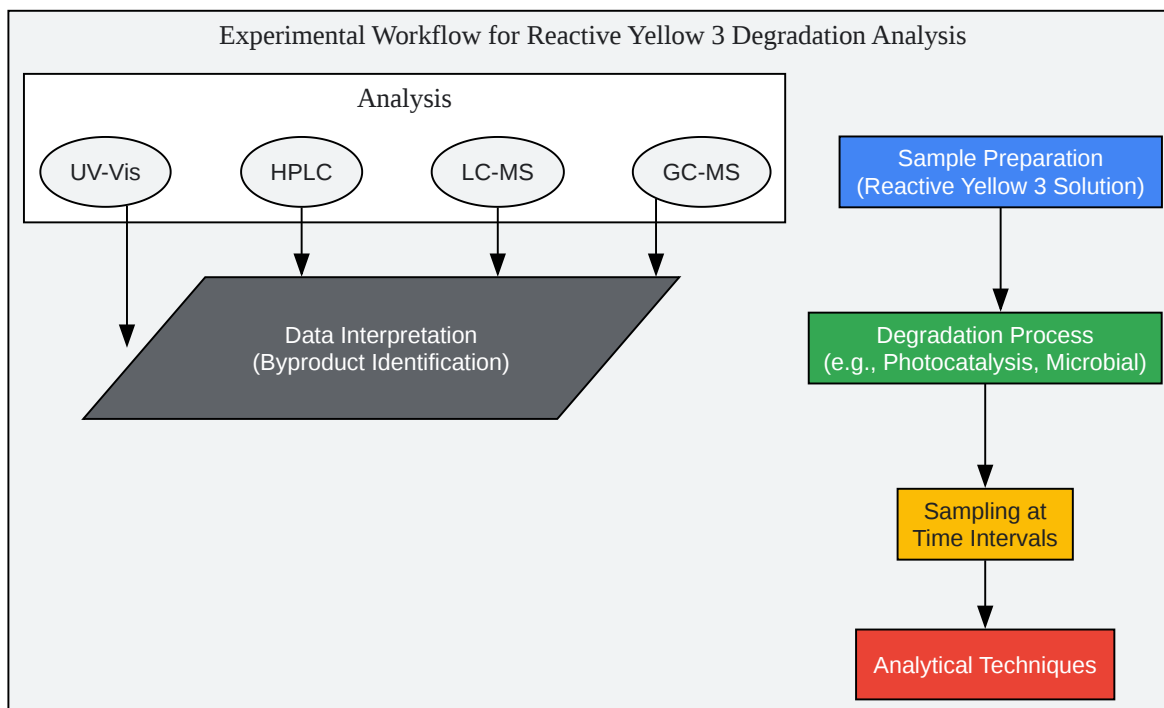 Experimental Workflow for Reactive Yellow 3 Degradation Analysis
Analysis
UV-Vis
HPLC
LC-MS
GC-MS
Data Interpretation
(Byproduct Identification)
Sample Preparation
(Reactive Yellow 3 Solution)
Degradation Process
(e.g., Photocatalysis, Microbial)
Sampling at
Time Intervals
Analytical Techniques